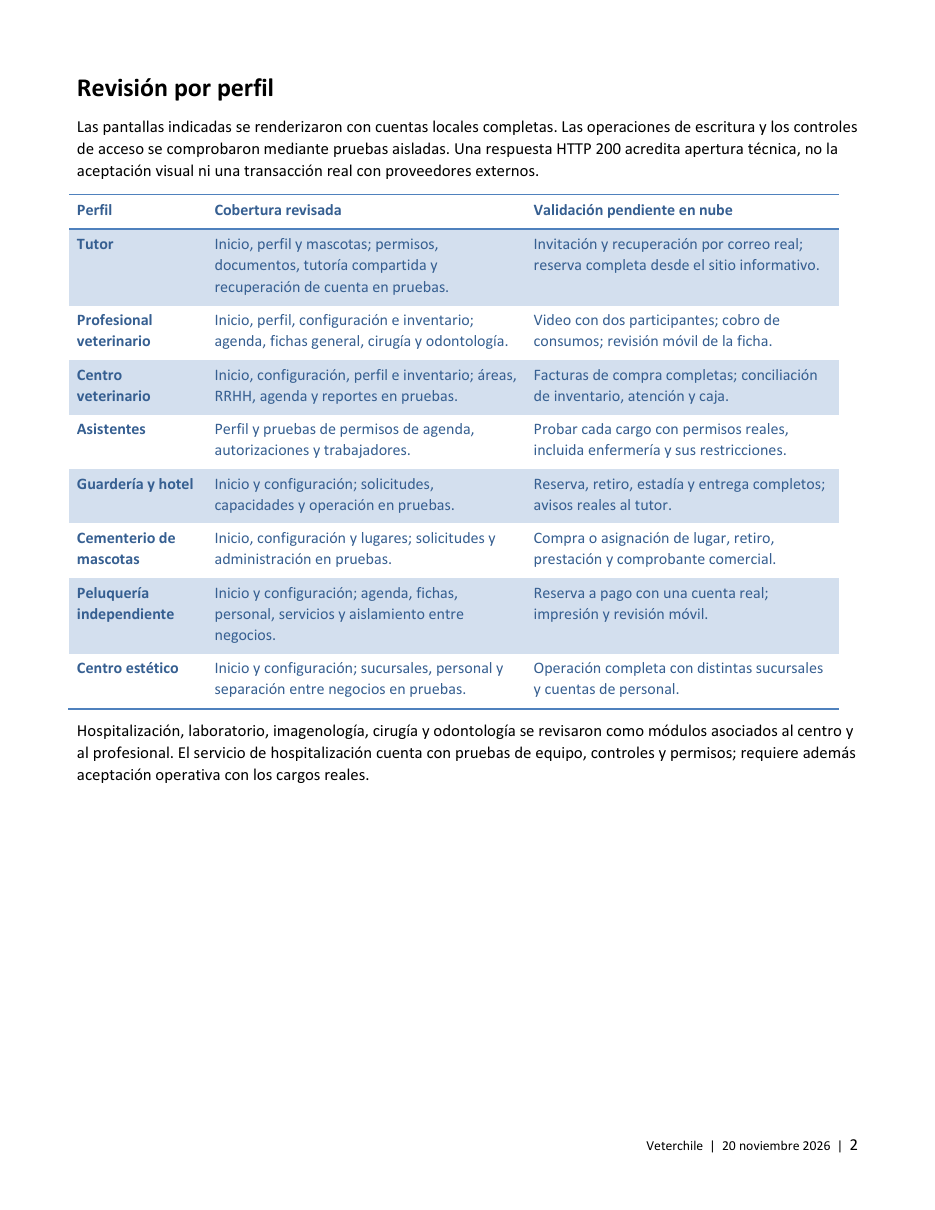 Revisión por perfil
Las pantallas indicadas se renderizaron con cuentas locales completas. Las operaciones de escritura y los controles
de acceso se comprobaron mediante pruebas aisladas. Una respuesta HTTP 200 acredita apertura técnica, no la
aceptación visual ni una transacción real con proveedores externos.
Perfil Cobertura revisada Validación pendiente en nube
Tutor Inicio, perfil y mascotas; permisos, Invitación y recuperación por correo real;
documentos, tutoría compartida y reserva completa desde el sitio informativo.
recuperación de cuenta en pruebas.
Profesional Inicio, perfil, configuración e inventario; Video con dos participantes; cobro de
veterinario agenda, fichas general, cirugía y odontología. consumos; revisión móvil de la ficha.
Centro Inicio, configuración, perfil e inventario; áreas, Facturas de compra completas; conciliación
veterinario RRHH, agenda y reportes en pruebas. de inventario, atención y caja.
Asistentes Perfil y pruebas de permisos de agenda, Probar cada cargo con permisos reales,
autorizaciones y trabajadores. incluida enfermería y sus restricciones.
Guardería y hotel Inicio y configuración; solicitudes, Reserva, retiro, estadía y entrega completos;
capacidades y operación en pruebas. avisos reales al tutor.
Cementerio de Inicio, configuración y lugares; solicitudes y Compra o asignación de lugar, retiro,
mascotas administración en pruebas. prestación y comprobante comercial.
Peluquería Inicio y configuración; agenda, fichas, Reserva a pago con una cuenta real;
independiente personal, servicios y aislamiento entre impresión y revisión móvil.
negocios.
Centro estético Inicio y configuración; sucursales, personal y Operación completa con distintas sucursales
separación entre negocios en pruebas. y cuentas de personal.
Hospitalización, laboratorio, imagenología, cirugía y odontología se revisaron como módulos asociados al centro y
al profesional. El servicio de hospitalización cuenta con pruebas de equipo, controles y permisos; requiere además
aceptación operativa con los cargos reales.
Veterchile | 20 noviembre 2026 | 2